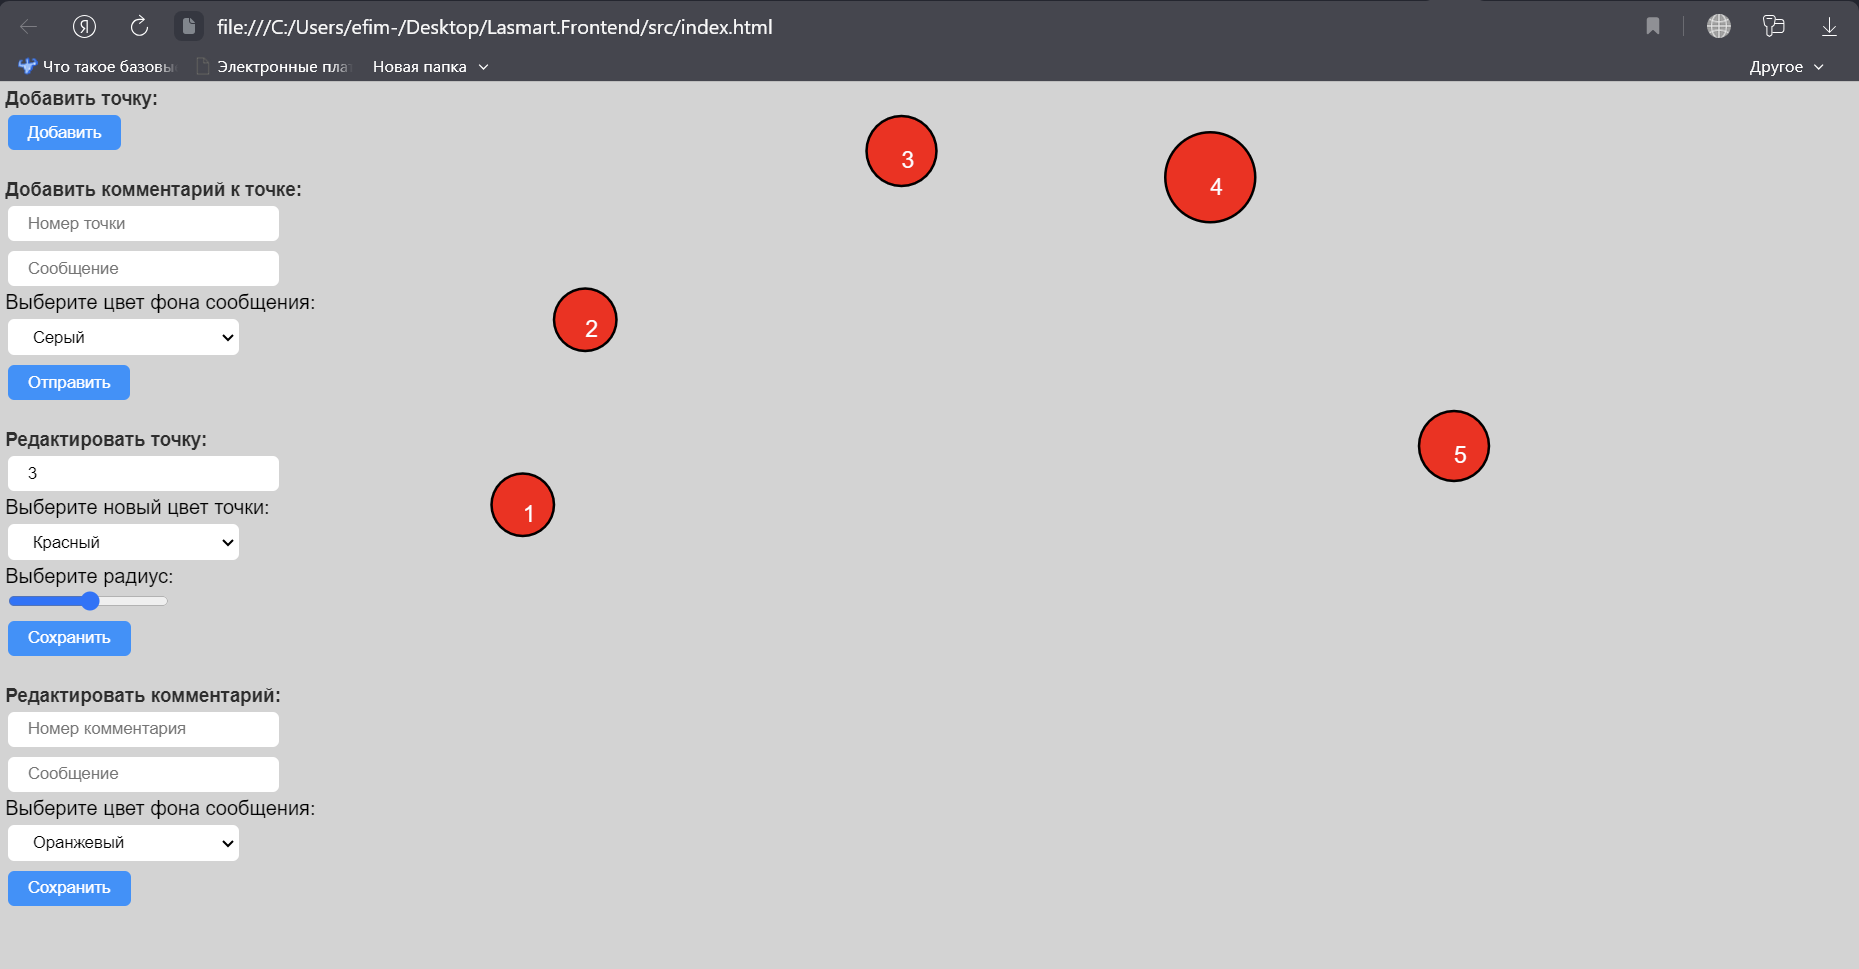 file:///C:/Users/efim-/Desktop/Lasmart.Frontend/src/index.html
Что такое базовы
Электронные плат
Новая папка
Другое
Добавить точку:
Добавить
Добавить комментарий к точке:
Номер точки
Сообщение
Выберите цвет фона сообщения:
Серый
Отправить
Редактировать точку:
3
Выберите новый цвет точки:
Красный
Выберите радиус:
Сохранить
Редактировать комментарий:
Номер комментария
Сообщение
Выберите цвет фона сообщения:
Оранжевый
Сохранить
3
4
2
5
1